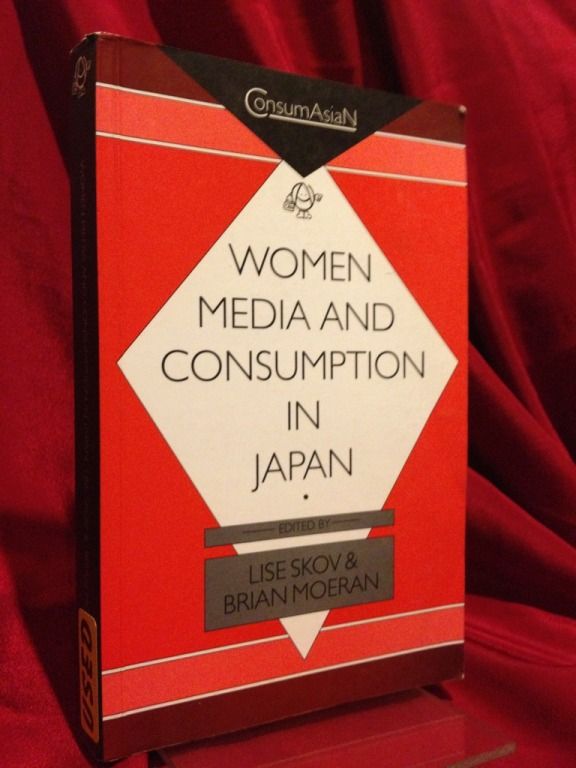 ConsumAsiaN
WOMEN
MEDIA AND
CONSUMPTION
IN
JAPAN
EDITED BY
LISE SKOV &
BRIAN MOERAN
USED